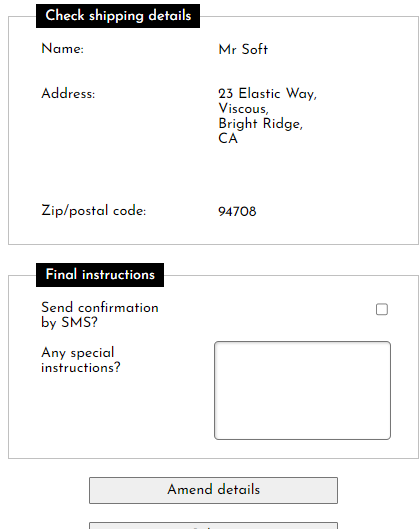 Check shipping details
Name:
Mr Soft
Address:
23 Elastic Way,
Viscous,
Bright Ridge,
CA
Zip/postal code:
94708
Final instructions
Send confirmation
by SMS?
Any special
instructions?
Amend details